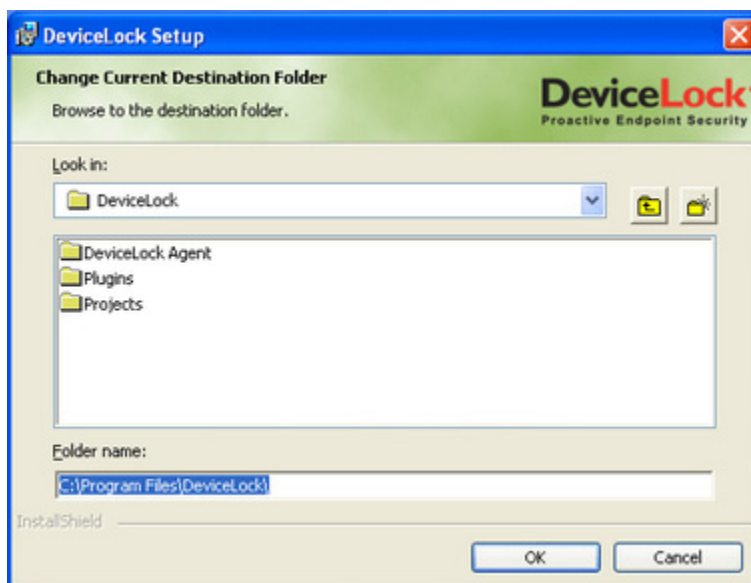 DeviceLock Setup
Change Current Destination Folder
Browse to the destination folder.
DeviceLock
Proactive Endpoint Security
Look in:
DeviceLock
DeviceLock Agent
Plugins
Projects
Folder name:
C:\Program Files\DeviceLock\
InstallShield
OK Cancel